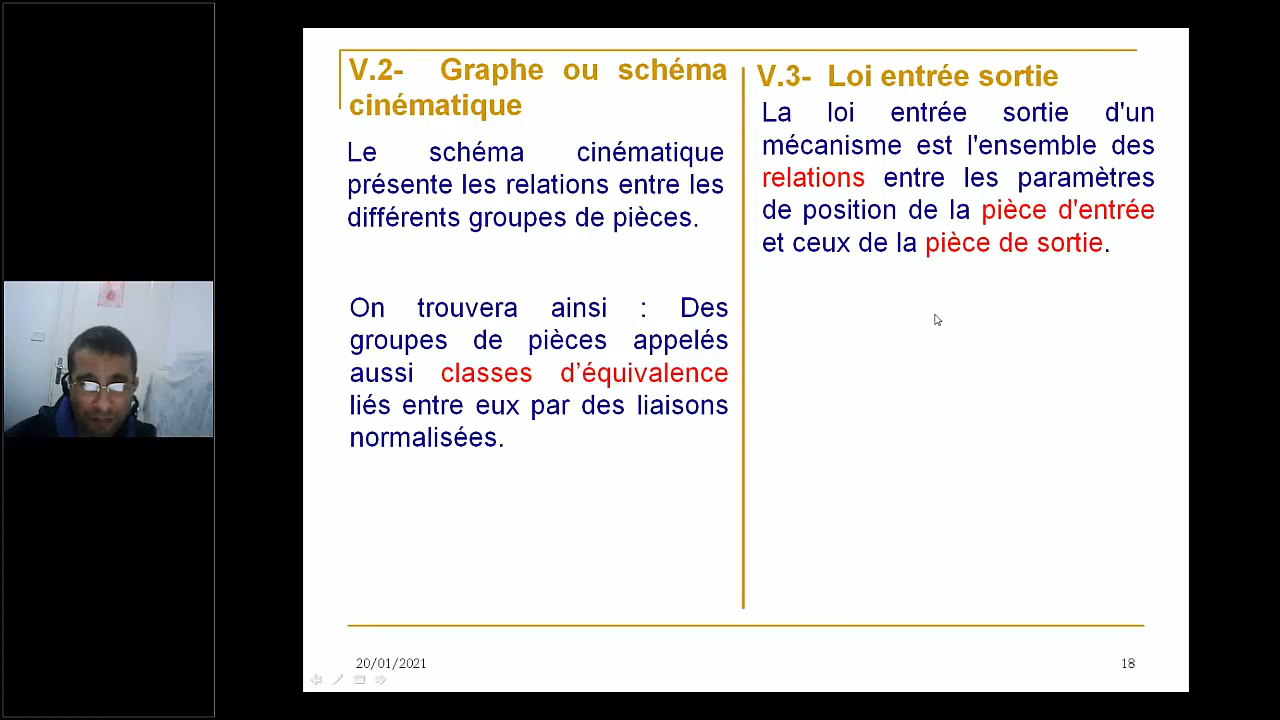 V.2- Graphe ou schéma
cinématique
Le schéma cinématique
présente les relations entre les
différents groupes de pièces.
On trouvera ainsi : Des
groupes de pièces appelés
aussi classes d’équivalence
liés entre eux par des liaisons
normalisées.
V.3- Loi entrée sortie
La loi entrée sortie d'un
mécanisme est l'ensemble des
relations entre les paramètres
de position de la pièce d'entrée
et ceux de la pièce de sortie.
20/01/2021
18